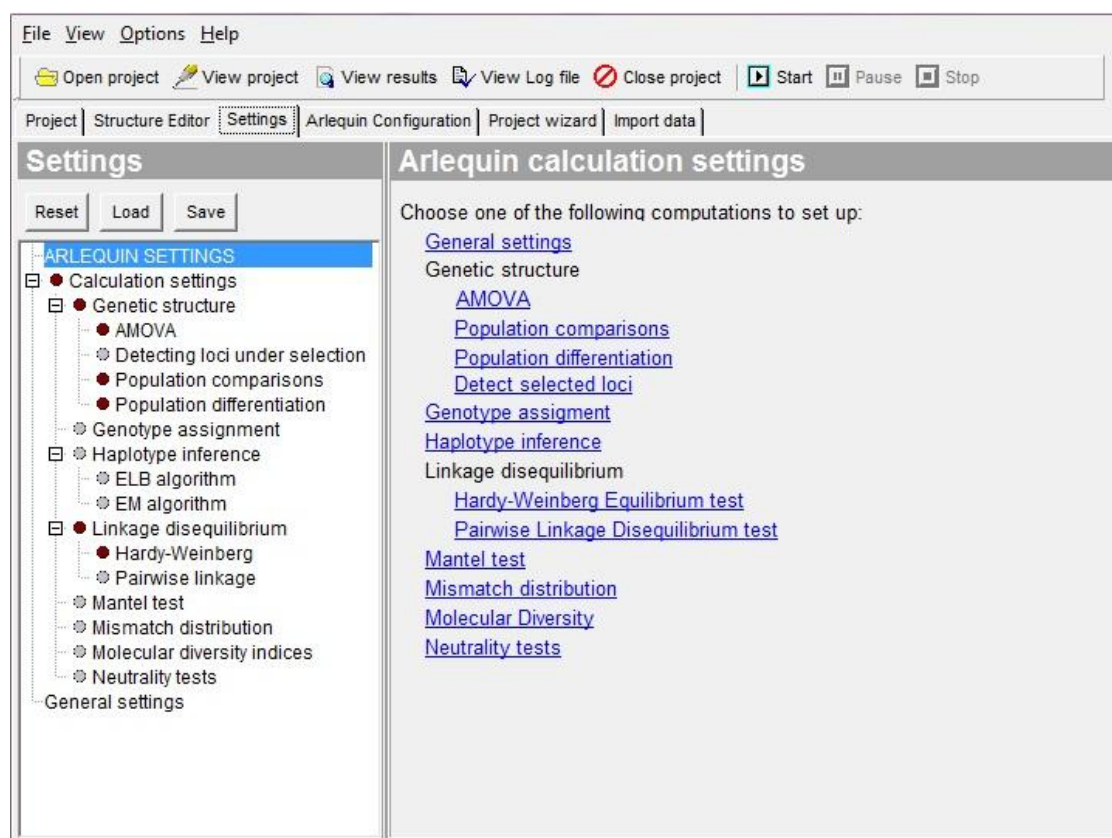 File View Options Help
Open project View project View results View Log file Close project Start Pause Stop
Project Structure Editor Settings Arlequin Configuration Project wizard Import data
Settings
Reset Load Save
ARLEQUIN SETTINGS
Calculation settings
Genetic structure
AMOVA
Detecting loci under selection
Population comparisons
Population differentiation
Genotype assignment
Haplotype inference
ELB algorithm
EM algorithm
Linkage disequilibrium
Hardy-Weinberg
Pairwise linkage
Mantel test
Mismatch distribution
Molecular diversity indices
Neutrality tests
General settings
Arlequin calculation settings
Choose one of the following computations to set up:
General settings
Genetic structure
AMOVA
Population comparisons
Population differentiation
Detect selected loci
Genotype assigment
Haplotype inference
Linkage disequilibrium
Hardy-Weinberg Equilibrium test
Pairwise Linkage Disequilibrium test
Mantel test
Mismatch distribution
Molecular Diversity
Neutrality tests